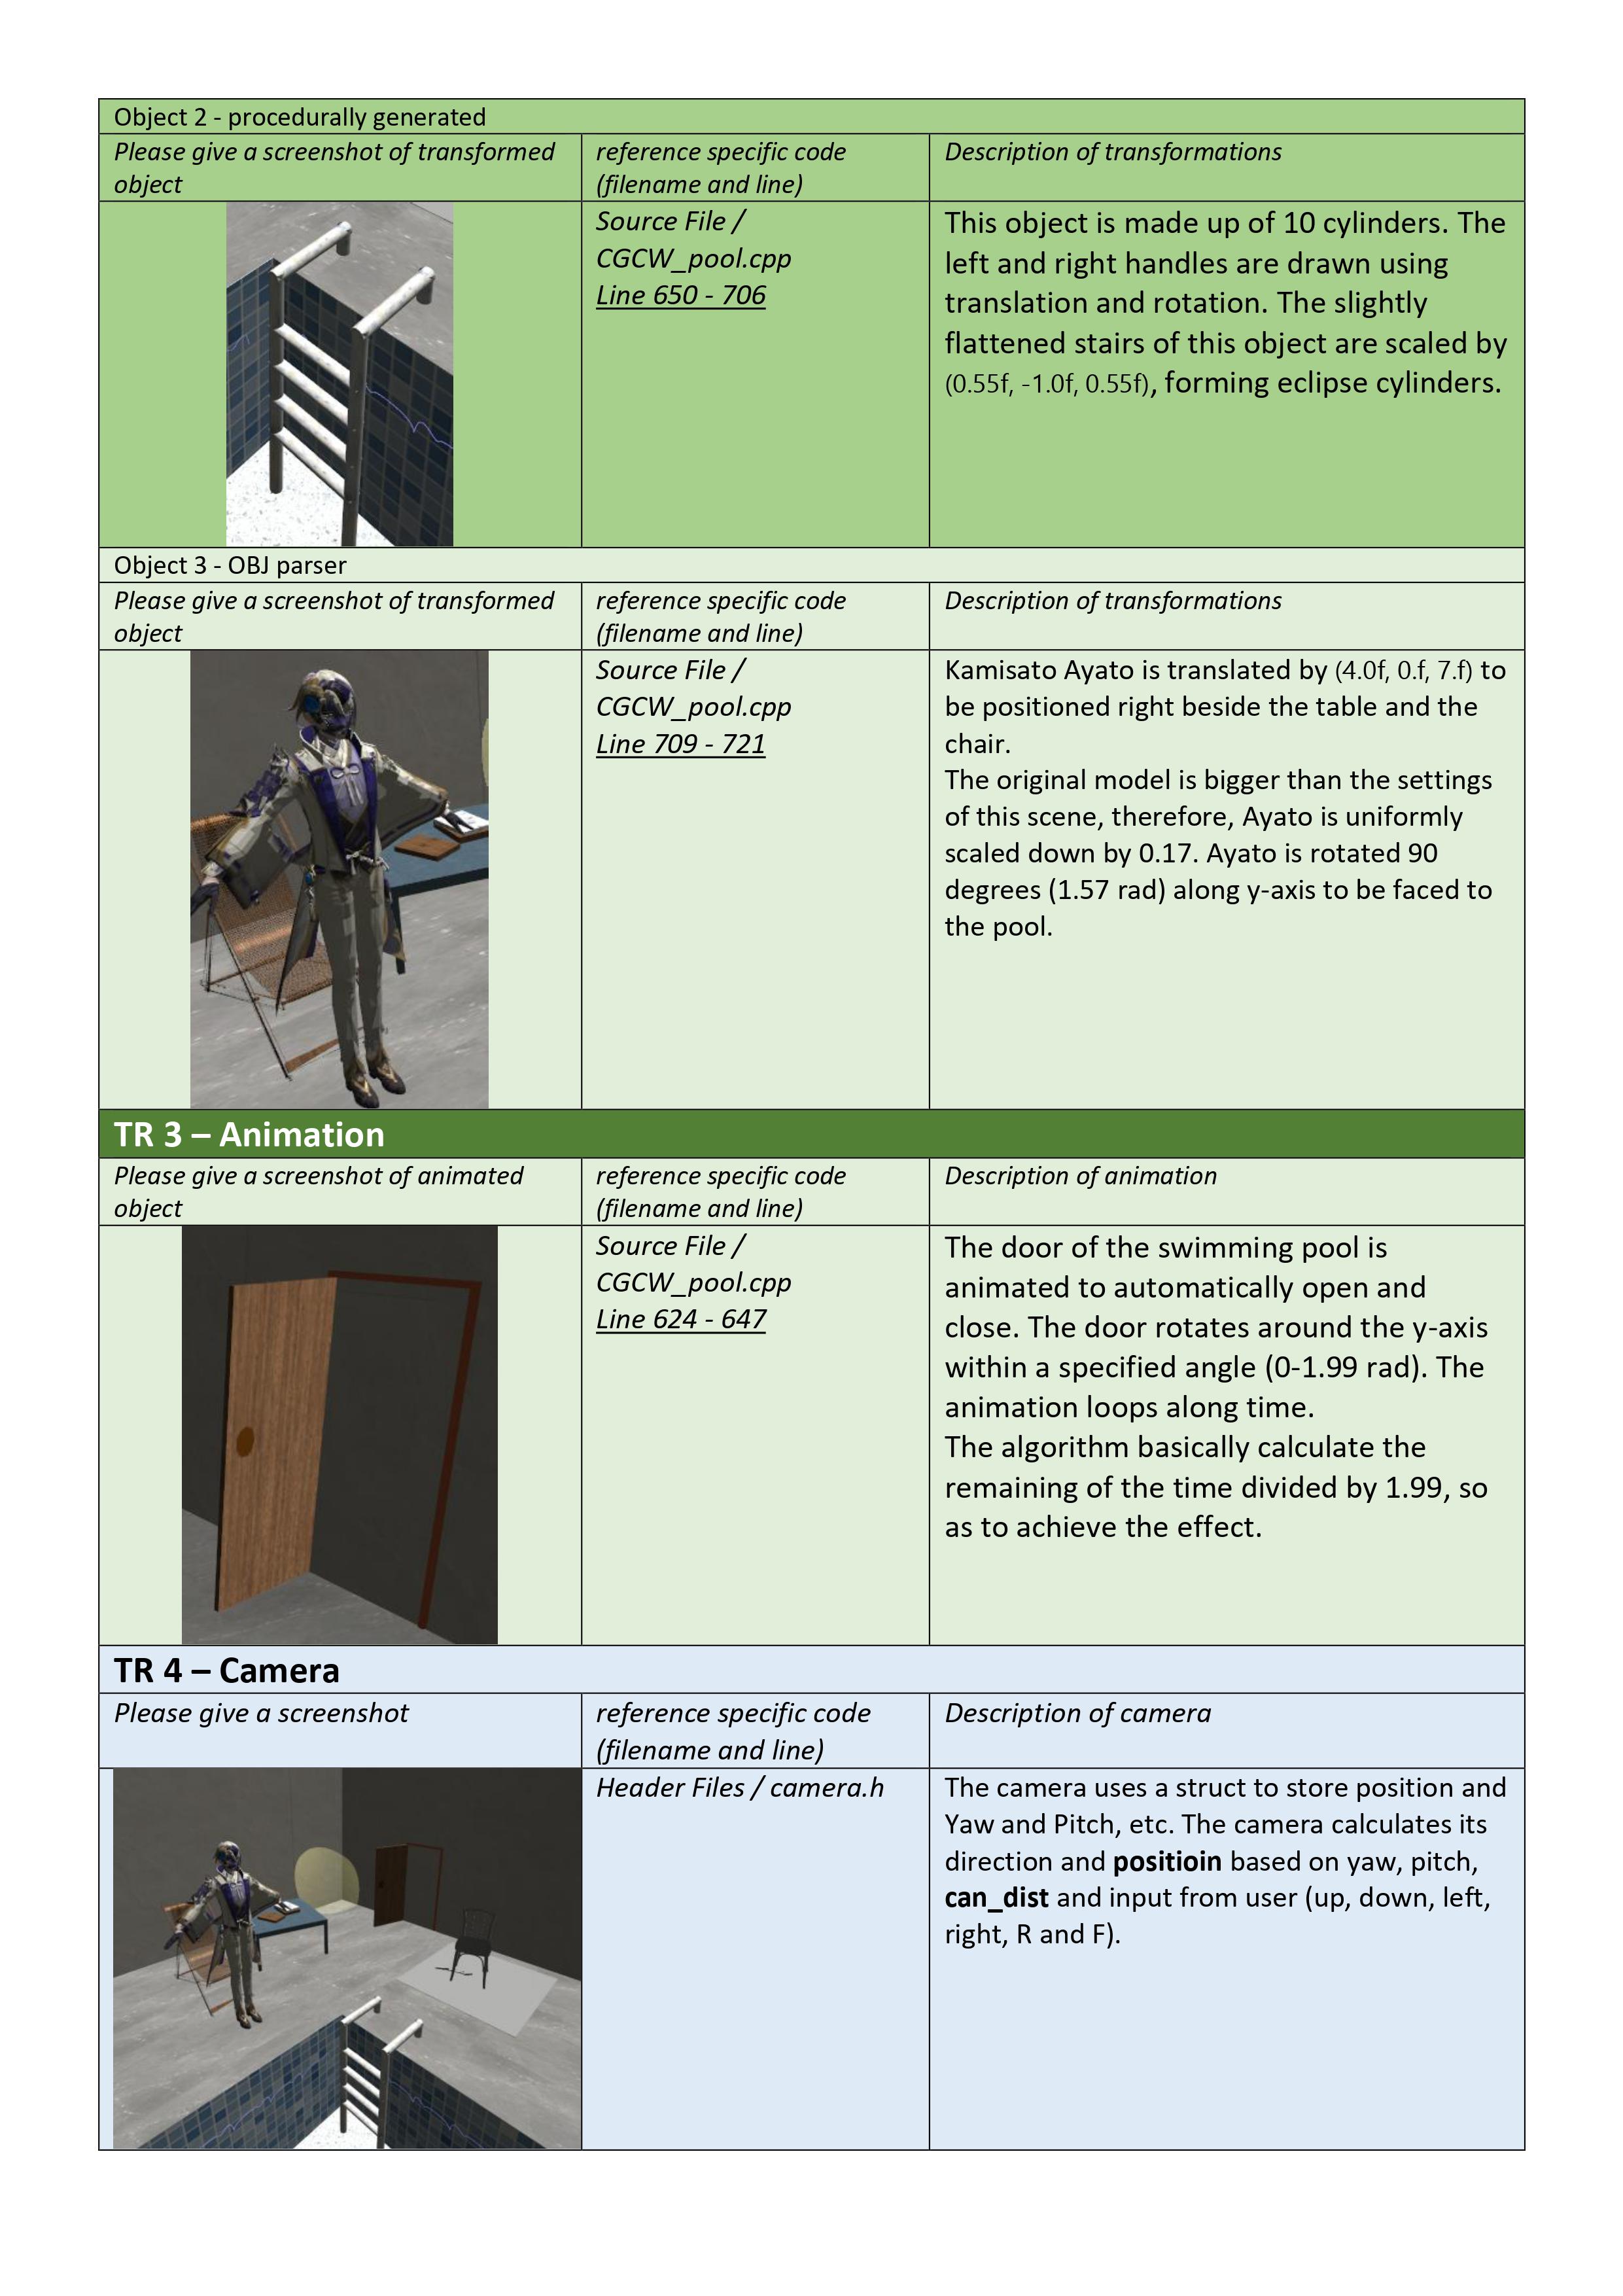 Object 2 - procedurally generated
Please give a screenshot of transformed
object
reference specific code
(filename and line)
Description of transformations
Source File /
CGCW_pool.cpp
Line 650 - 706
This object is made up of 10 cylinders. The
left and right handles are drawn using
translation and rotation. The slightly
flattened stairs of this object are scaled by
(0.55f, -1.0f, 0.55f), forming eclipse cylinders.
Object 3 - OBJ parser
Please give a screenshot of transformed
object
reference specific code
(filename and line)
Description of transformations
Source File /
CGCW_pool.cpp
Line 709 - 721
Kamisato Ayato is translated by (4.0f, 0.f, 7.f) to
be positioned right beside the table and the
chair.
The original model is bigger than the settings
of this scene, therefore, Ayato is uniformly
scaled down by 0.17. Ayato is rotated 90
degrees (1.57 rad) along y-axis to be faced to
the pool.
TR 3 – Animation
Please give a screenshot of animated
object
reference specific code
(filename and line)
Description of animation
Source File /
CGCW_pool.cpp
Line 624 - 647
The door of the swimming pool is
animated to automatically open and
close. The door rotates around the y-axis
within a specified angle (0-1.99 rad). The
animation loops along time.
The algorithm basically calculate the
remaining of the time divided by 1.99, so
as to achieve the effect.
TR 4 – Camera
Please give a screenshot
reference specific code
(filename and line)
Description of camera
Header Files / camera.h
The camera uses a struct to store position and
Yaw and Pitch, etc. The camera calculates its
direction and positioin based on yaw, pitch,
can_dist and input from user (up, down, left,
right, R and F).